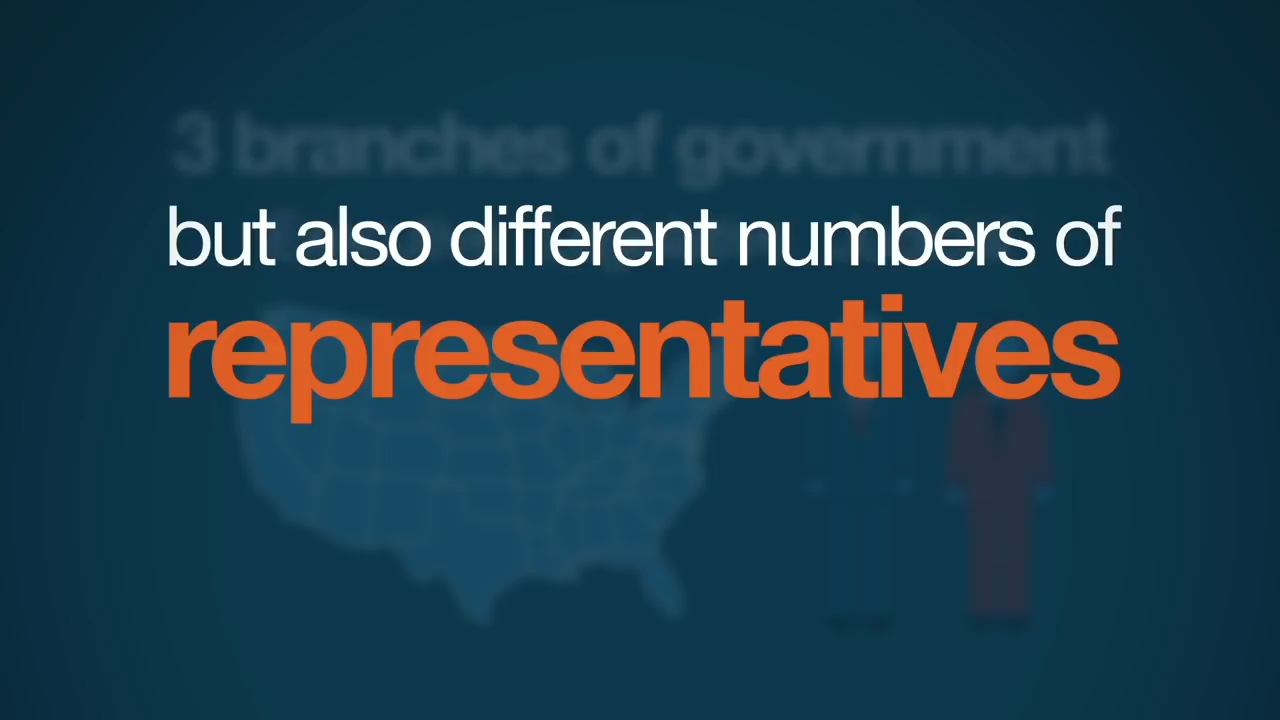 3 branches of government
but also different numbers of
representatives